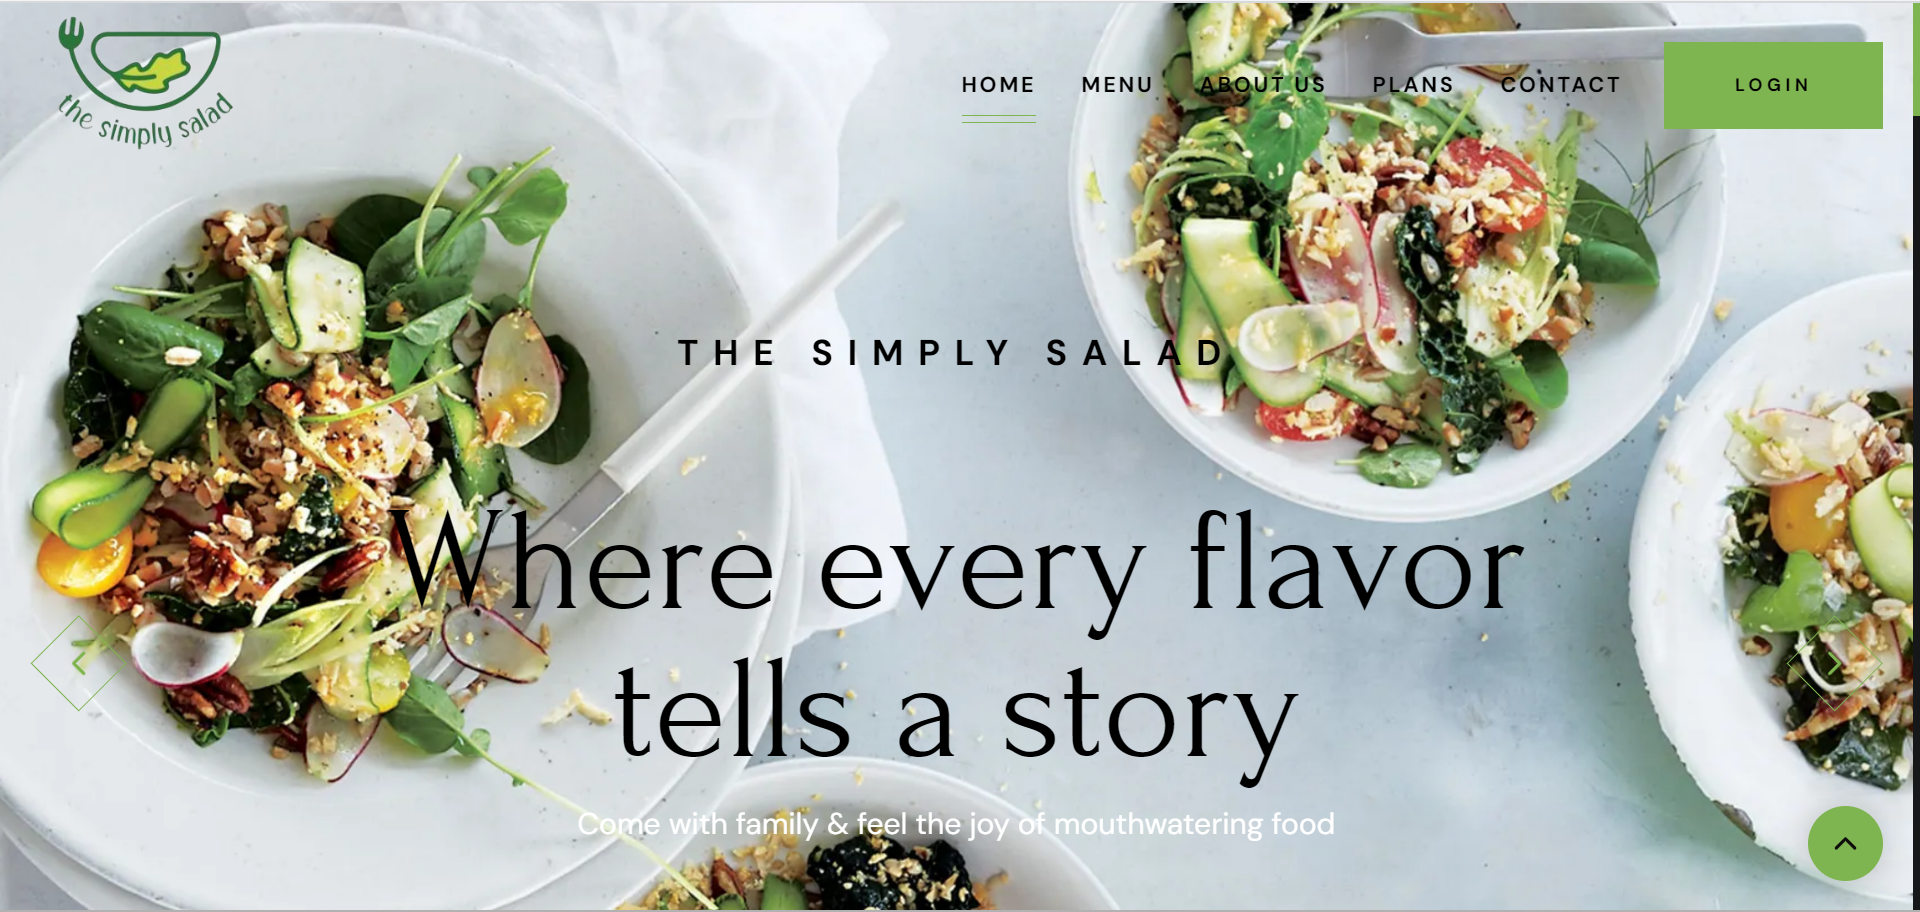 the simply salad
HOME MENU ABOUT US PLANS CONTACT LOGIN
THE SIMPLY SALAD
Where every flavor
tells a story
Come with family & feel the joy of mouthwatering food